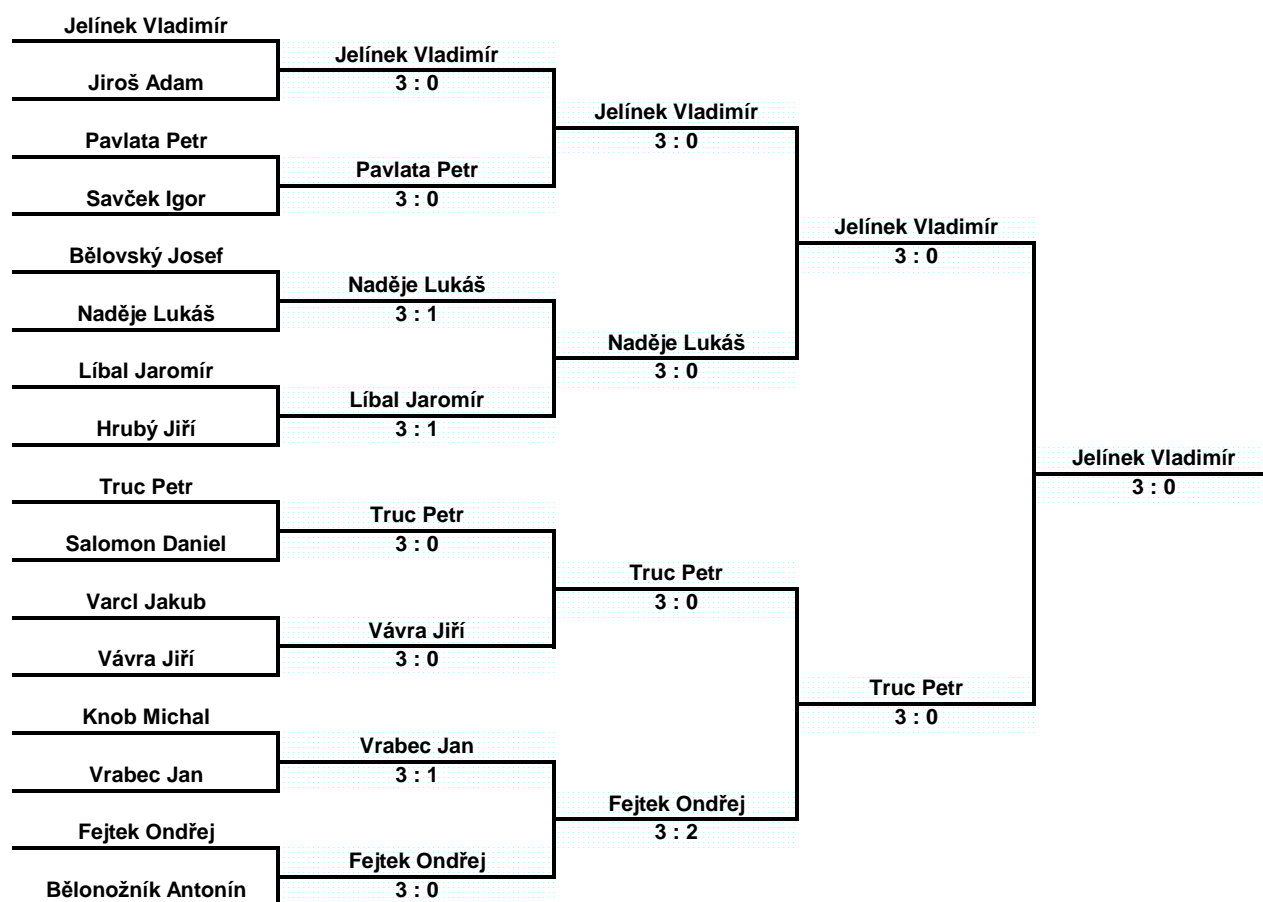 Jelínek Vladimír
Jiroš Adam
Pavlata Petr
Savček Igor
Bělovský Josef
Naděje Lukáš
Líbal Jaromír
Hrubý Jiří
Truc Petr
Salomon Daniel
Varcl Jakub
Vávra Jiří
Knob Michal
Vrabec Jan
Fejtek Ondřej
Bělonožník Antonín
Jelínek Vladimír
3 : 0
Pavlata Petr
3 : 0
Naděje Lukáš
3 : 1
Líbal Jaromír
3 : 1
Truc Petr
3 : 0
Vávra Jiří
3 : 0
Vrabec Jan
3 : 1
Fejtek Ondřej
3 : 0
Jelínek Vladimír
3 : 0
Naděje Lukáš
3 : 0
Truc Petr
3 : 0
Fejtek Ondřej
3 : 2
Jelínek Vladimír
3 : 0
Truc Petr
3 : 0
Jelínek Vladimír
3 : 0